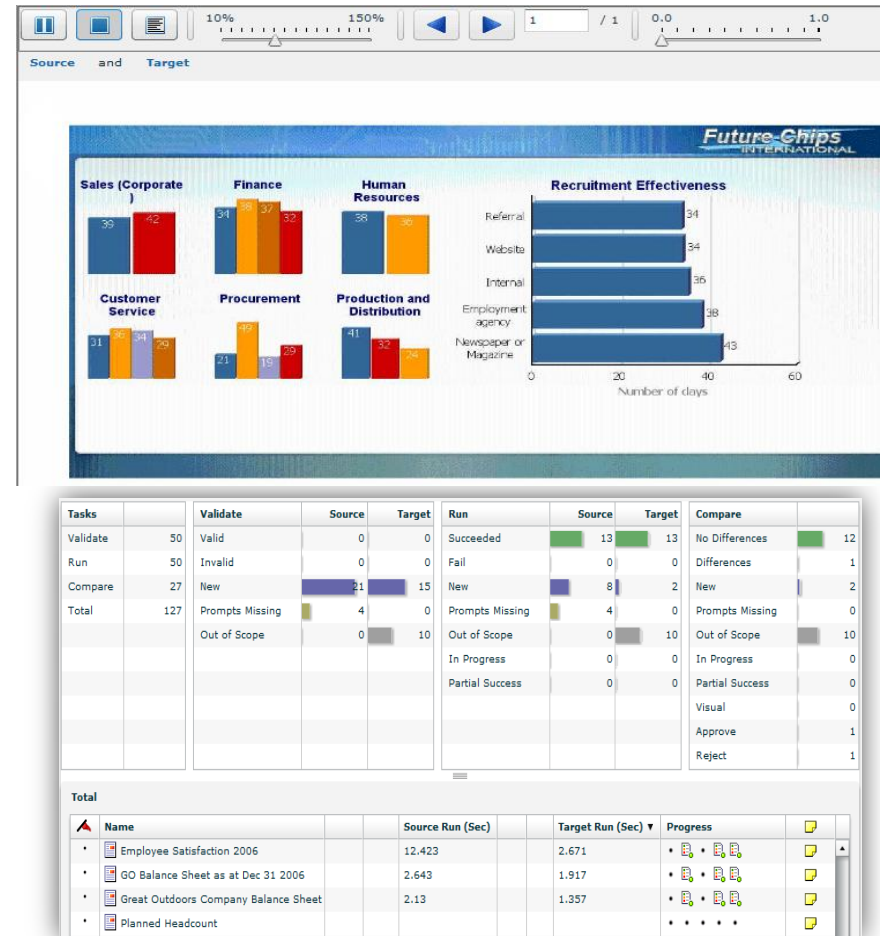 10% 150% 1 / 1 0.0 1.0
Source and Target
Future-Chips
INTERNATIONAL
Sales (Corporate
)
39 42
Finance
34 38 37 32
Human
Resources
38 36
Customer
Service
31 36 34 29
Procurement
21 49 19 29
Production and
Distribution
41 32 24
Recruitment Effectiveness
Referral 34
Website 34
Internal 36
Employment
agency
38
Newspaper or
Magazine
43
0 20 40 60
Number of days
Tasks
Validate 50
Run 50
Compare 27
Total 127
Validate Source Target
Valid 0 0
Invalid 0 0
New 21 15
Prompts Missing 4 0
Out of Scope 0 10
Run Source Target
Succeeded 13 13
Fail 0 0
New 8 2
Prompts Missing 4 0
Out of Scope 0 10
In Progress 0 0
Partial Success 0 0
Compare
No Differences 12
Differences 1
New 2
Prompts Missing 0
Out of Scope 10
In Progress 0
Partial Success 0
Visual 0
Approve 1
Reject 1
Total
Name Source Run (Sec) Target Run (Sec) ▼ Progress
Employee Satisfaction 2006 12.423 2.671
GO Balance Sheet as at Dec 31 2006 2.643 1.917
Great Outdoors Company Balance Sheet 2.13 1.357
Planned Headcount